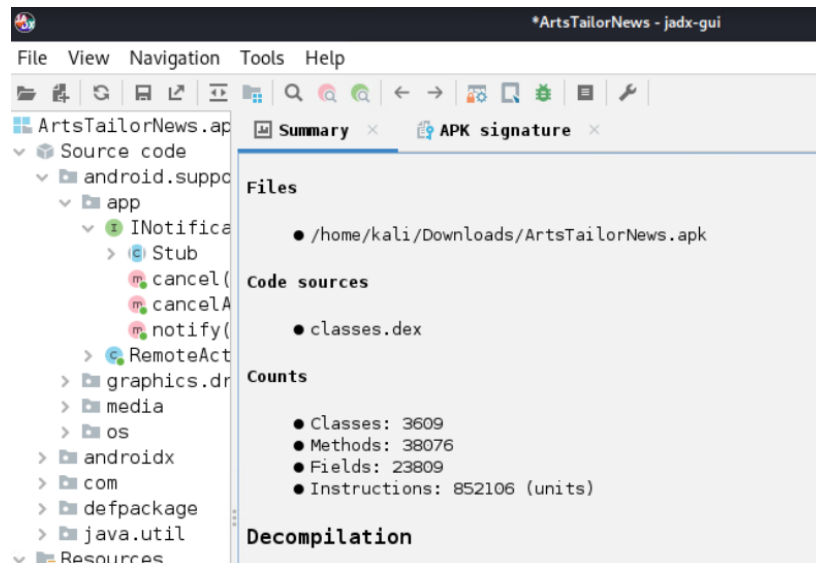 *ArtsTailorNews - jadx-gui
File View Navigation Tools Help
ArtsTailorNews.ap
Summary
APK signature
Source code
android.suppo
app
INotifica
Stub
cancel(
cancelA
notify(
RemoteAct
graphics.dr
media
os
androidx
com
defpackage
java.util
Resources
Files
/home/kali/Downloads/ArtsTailorNews.apk
Code sources
classes.dex
Counts
Classes: 3609
Methods: 38076
Fields: 23809
Instructions: 852106 (units)
Decompilation